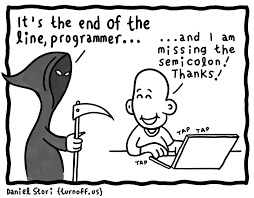 It's the end of the
line, programmer...
...and I am
missing the
semicolon!
Thanks!
TAP TAP
TAP
Daniel Stori {turnoff.us}